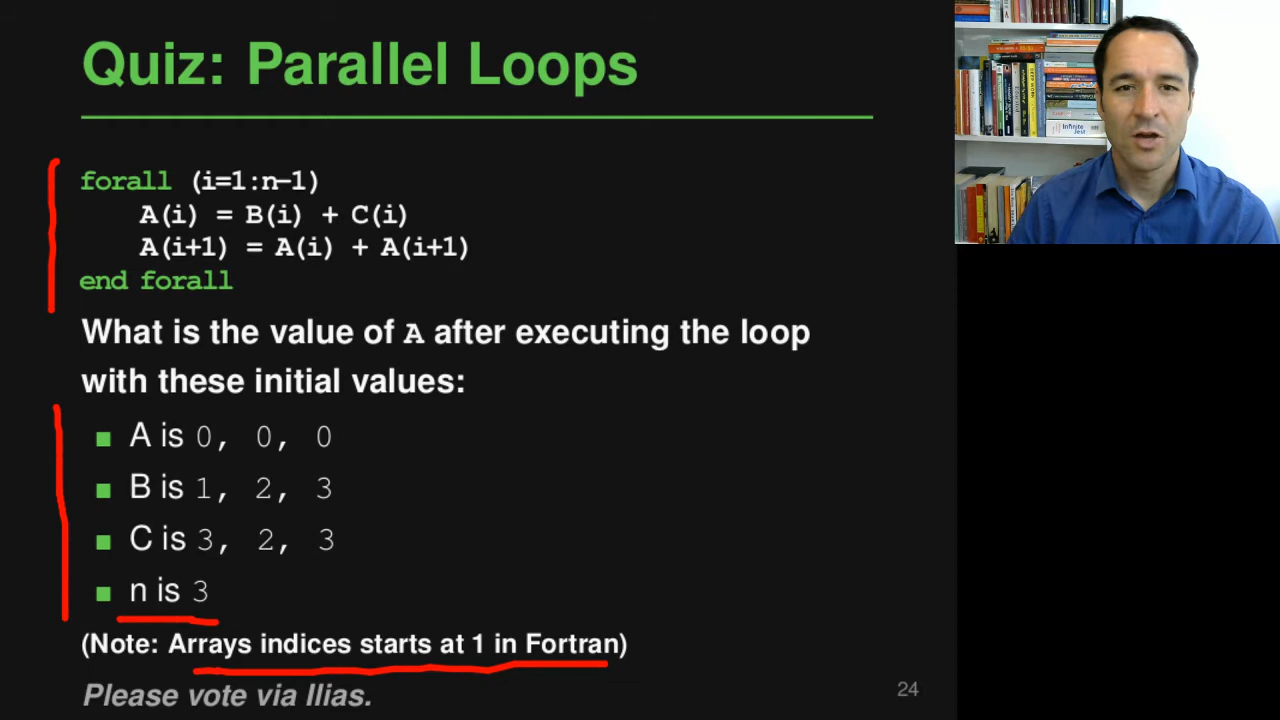 Quiz: Parallel Loops
forall (i=1:n-1)
A(i) = B(i) + C(i)
A(i+1) = A(i) + A(i+1)
end forall
What is the value of A after executing the loop
with these initial values:
■ A is 0, 0, 0
■ B is 1, 2, 3
■ C is 3, 2, 3
■ n is 3
(Note: Arrays indices starts at 1 in Fortran)
Please vote via Ilias.
24
Infinite
Jest